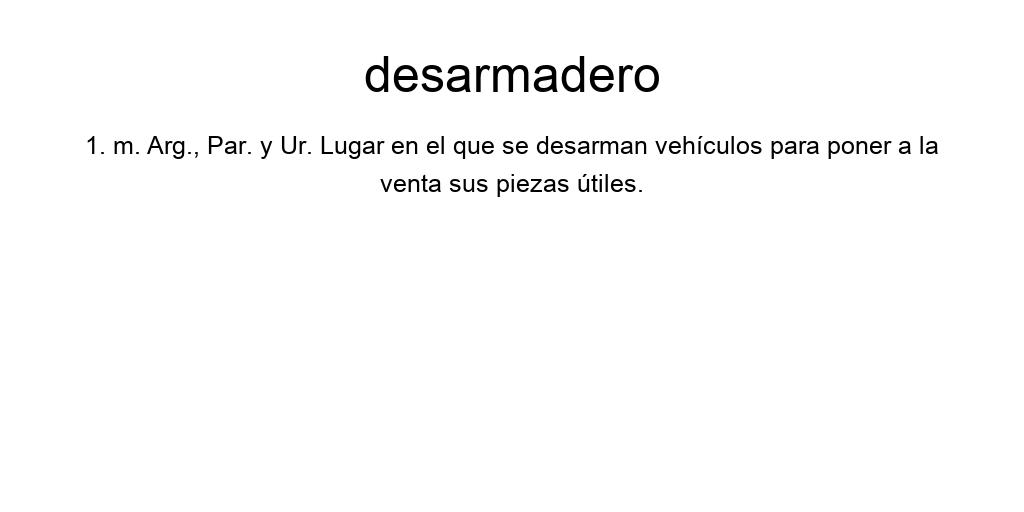 desarmadero
1. m. Arg., Par. y Ur. Lugar en el que se desarman vehículos para poner a la
venta sus piezas útiles.